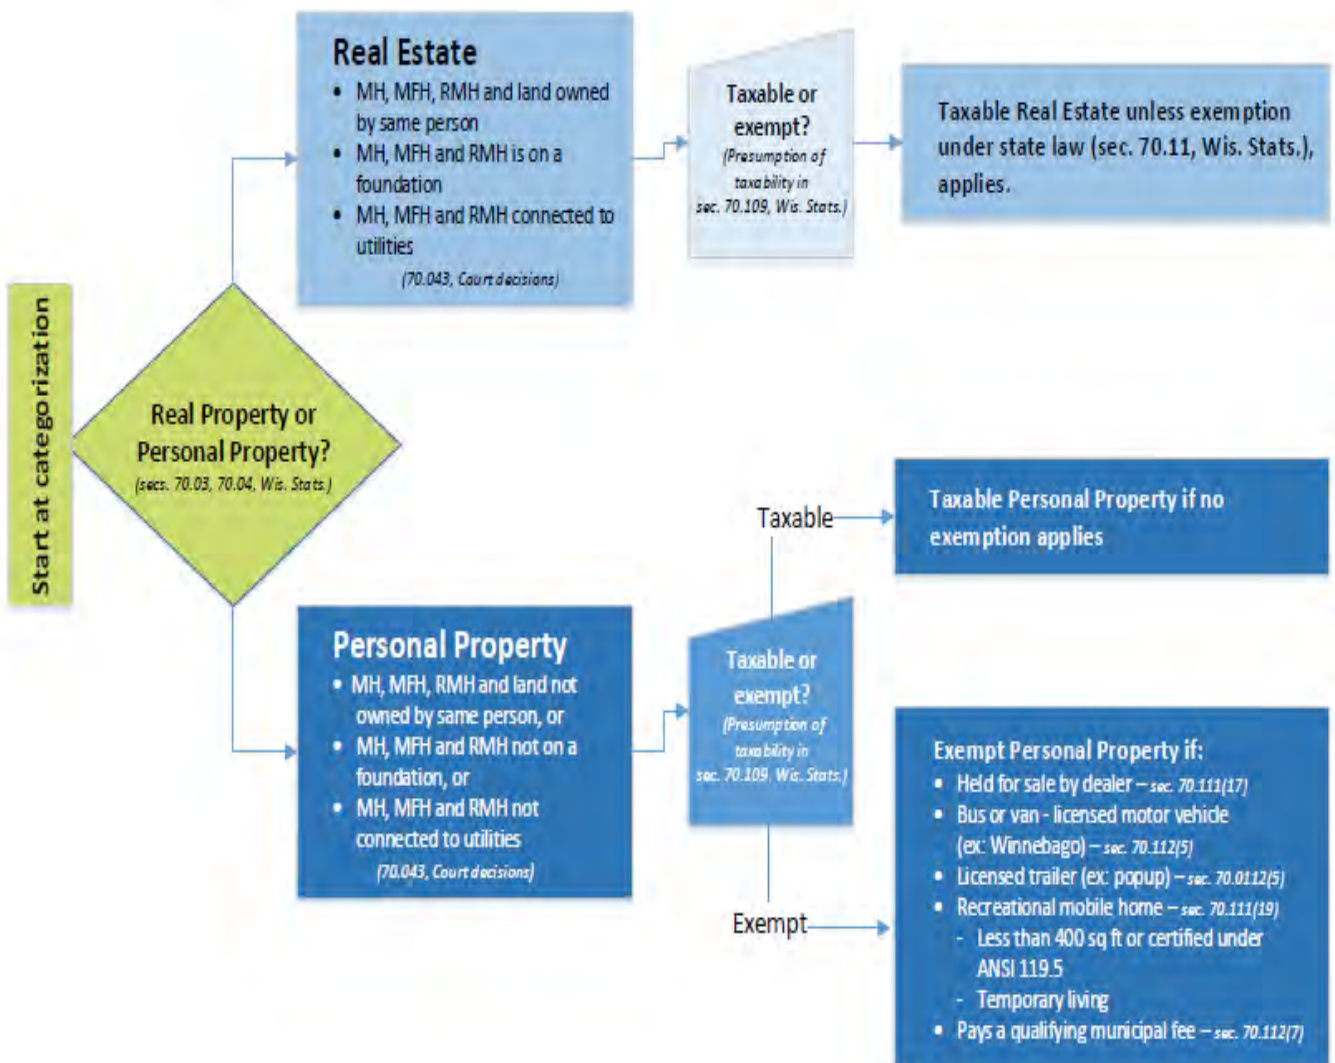 Start at categorization
Real Property or
Personal Property?
(secs. 70.03, 70.04, Wis. Stats.)
Real Estate
• MH, MFH, RMH and land owned
by same person
• MH, MFH and RMH is on a
foundation
• MH, MFH and RMH connected to
utilities
(70.043, Court decisions)
Taxable or
exempt?
(Presumption of
taxability in
sec. 70.109, Wis. Stats.)
Taxable Real Estate unless exemption
under state law (sec. 70.11, Wis. Stats.),
applies.
Personal Property
• MH, MFH, RMH and land not
owned by same person, or
• MH, MFH and RMH not on a
foundation, or
• MH, MFH and RMH not
connected to utilities
(70.043, Court decisions)
Taxable or
exempt?
(Presumption of
taxability in
sec. 70.109, Wis. Stats.)
Taxable
Taxable Personal Property if no
exemption applies
Exempt
Exempt Personal Property if:
• Held for sale by dealer – sec. 70.111(17)
• Bus or van - licensed motor vehicle
(ex: Winnebago) – sec. 70.112(5)
• Licensed trailer (ex: popup) – sec. 70.0112(5)
• Recreational mobile home – sec. 70.111(19)
- Less than 400 sq ft or certified under
ANSI 119.5
- Temporary living
• Pays a qualifying municipal fee – sec. 70.112(7)